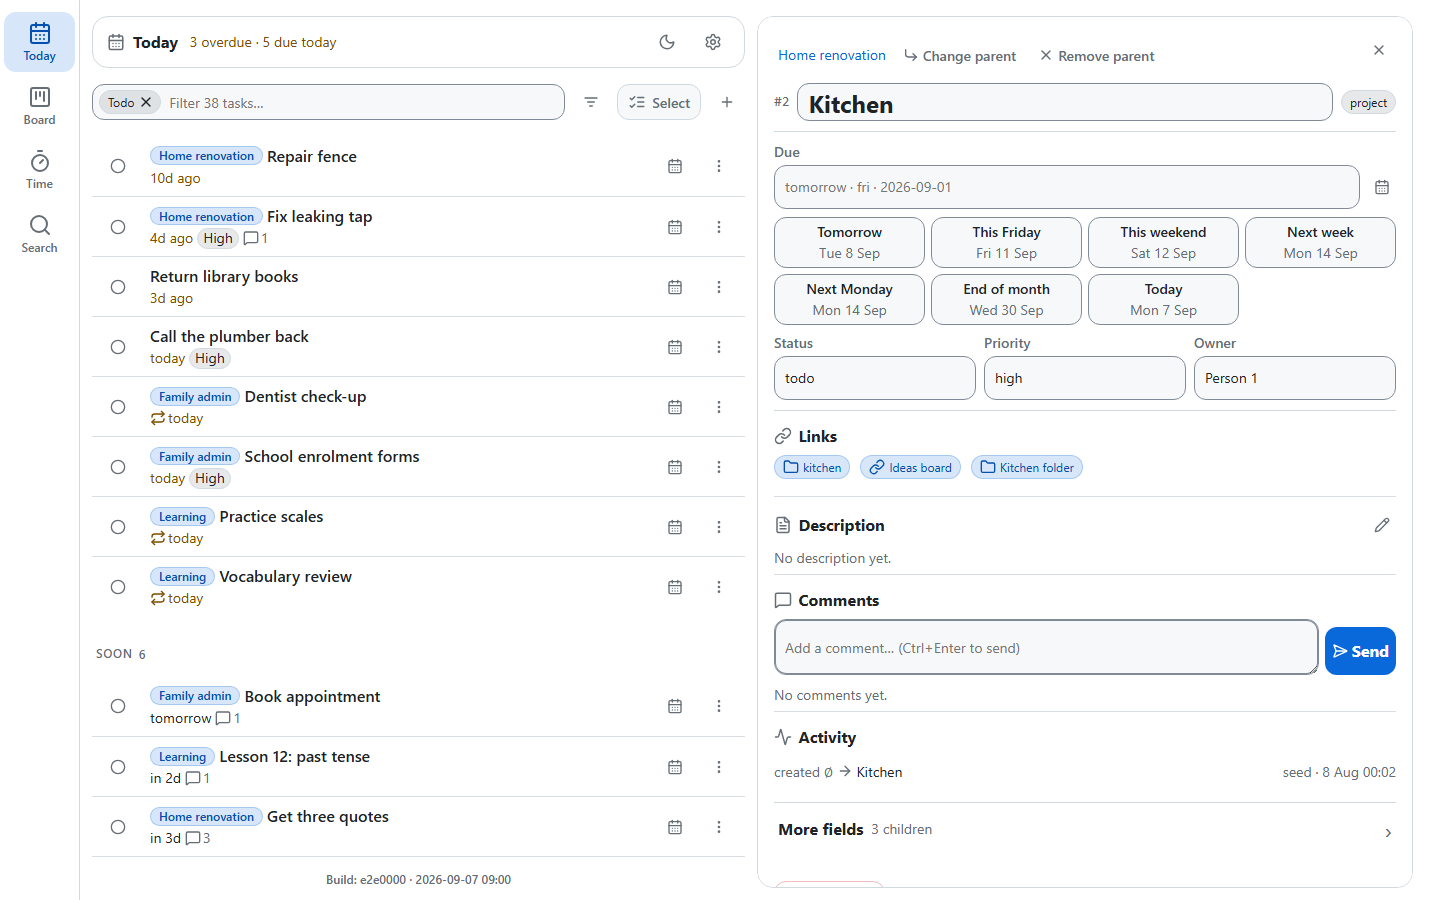 Today
Board
Time
Search
Today 3 overdue · 5 due today
Todo Filter 38 tasks...
Select
Home renovation Repair fence
10d ago
Home renovation Fix leaking tap
4d ago High 1
Return library books
3d ago
Call the plumber back
today High
Family admin Dentist check-up
today
Family admin School enrolment forms
today High
Learning Practice scales
today
Learning Vocabulary review
today
SOON 6
Family admin Book appointment
tomorrow 1
Learning Lesson 12: past tense
in 2d 1
Home renovation Get three quotes
in 3d 3
Build: e2e0000 · 2026-09-07 09:00
Home renovation Change parent Remove parent
#2 Kitchen project
Due
tomorrow · fri · 2026-09-01
Tomorrow
Tue 8 Sep
This Friday
Fri 11 Sep
This weekend
Sat 12 Sep
Next week
Mon 14 Sep
Next Monday
Mon 14 Sep
End of month
Wed 30 Sep
Today
Mon 7 Sep
Status Priority Owner
todo high Person 1
Links
kitchen Ideas board Kitchen folder
Description
No description yet.
Comments
Add a comment... (Ctrl+Enter to send)
Send
No comments yet.
Activity
created ∅ → Kitchen seed · 8 Aug 00:02
More fields 3 children